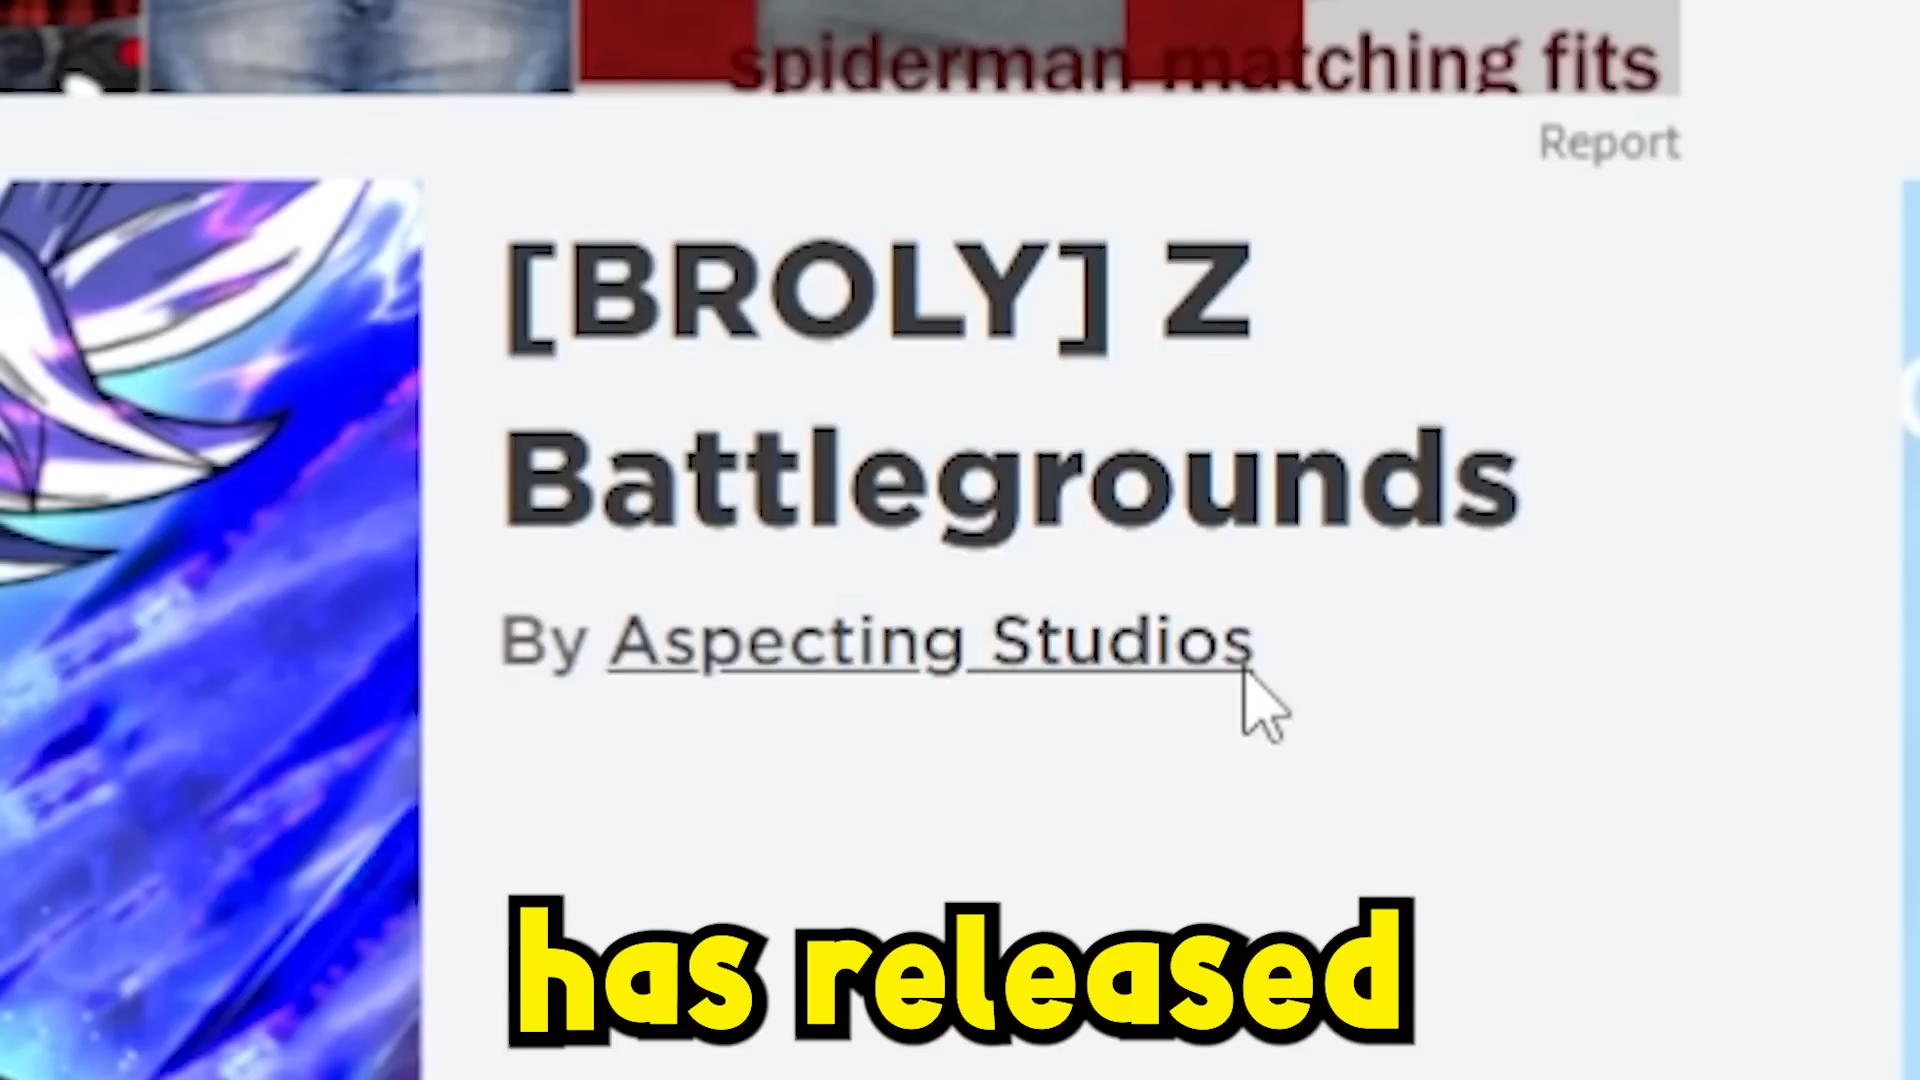 spiderman matching fits
Report
[BROLY] Z
Battlegrounds
By Aspecting Studios
has released